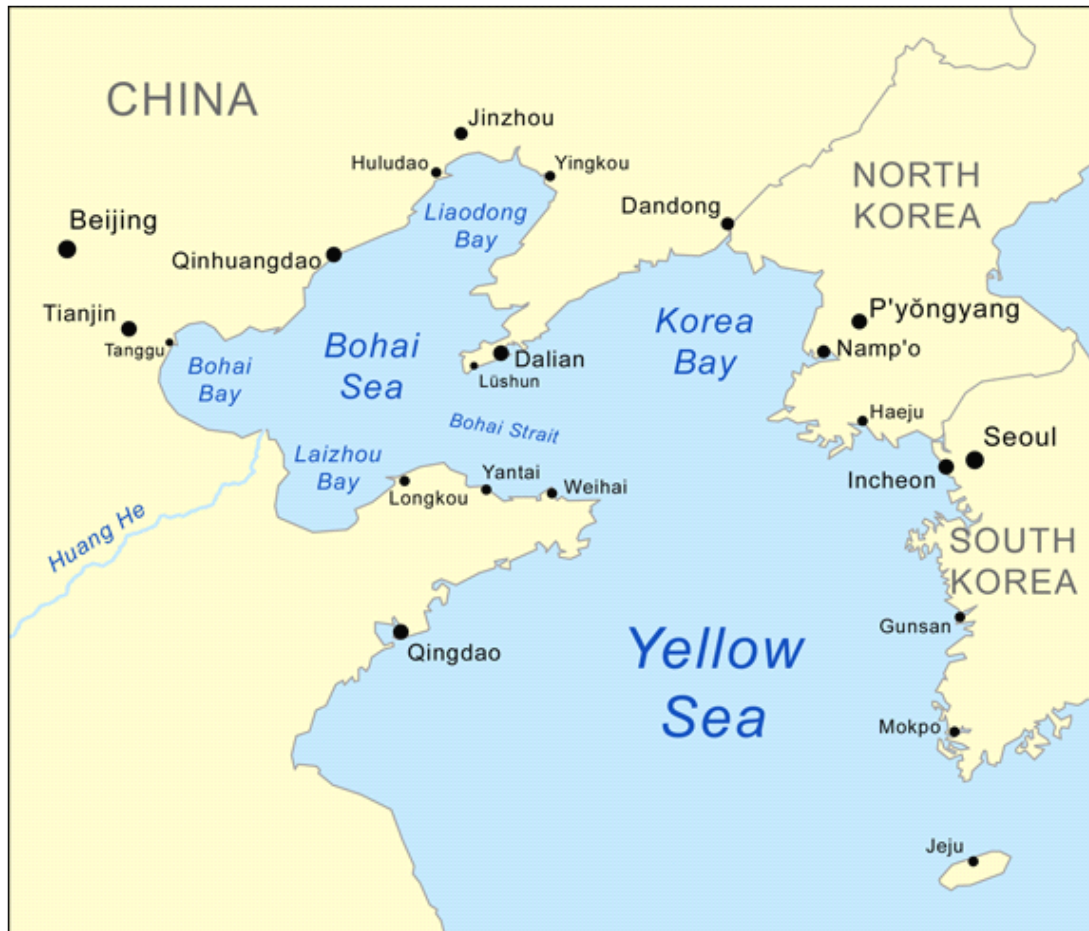 CHINA
Jinzhou
Huludao
Yingkou
NORTH
KOREA
Liaodong
Bay
Dandong
Beijing
Qinhuangdao
Tianjin
Tanggu
Bohai
Bay
Bohai
Sea
Korea
Bay
P'yŏngyang
Namp'o
Dalian
Lüshun
Haeju
Bohai Strait
Seoul
Incheon
Laizhou
Bay
Longkou
Yantai
Weihai
Huang He
SOUTH
KOREA
Gunsan
Qingdao
Yellow
Sea
Mokpo
Jeju